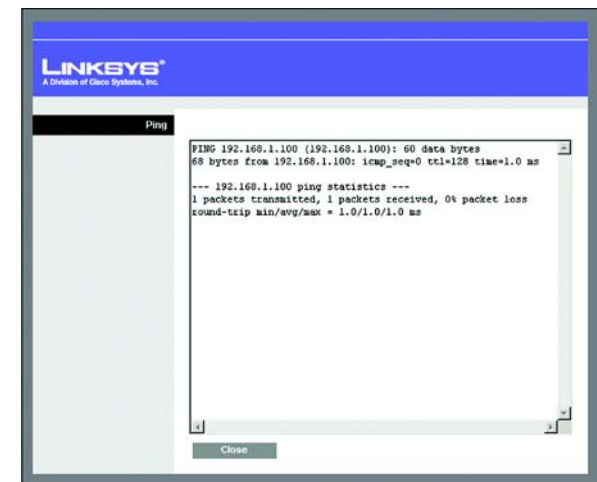 LINKSYS®
A Division of Cisco Systems, Inc.
Ping
PING 192.168.1.100 (192.168.1.100): 60 data bytes
68 bytes from 192.168.1.100: icmp_seq=0 ttl=128 time=1.0 ms
--- 192.168.1.100 ping statistics ---
1 packets transmitted, 1 packets received, 0% packet loss
round-trip min/avg/max = 1.0/1.0/1.0 ms
Close